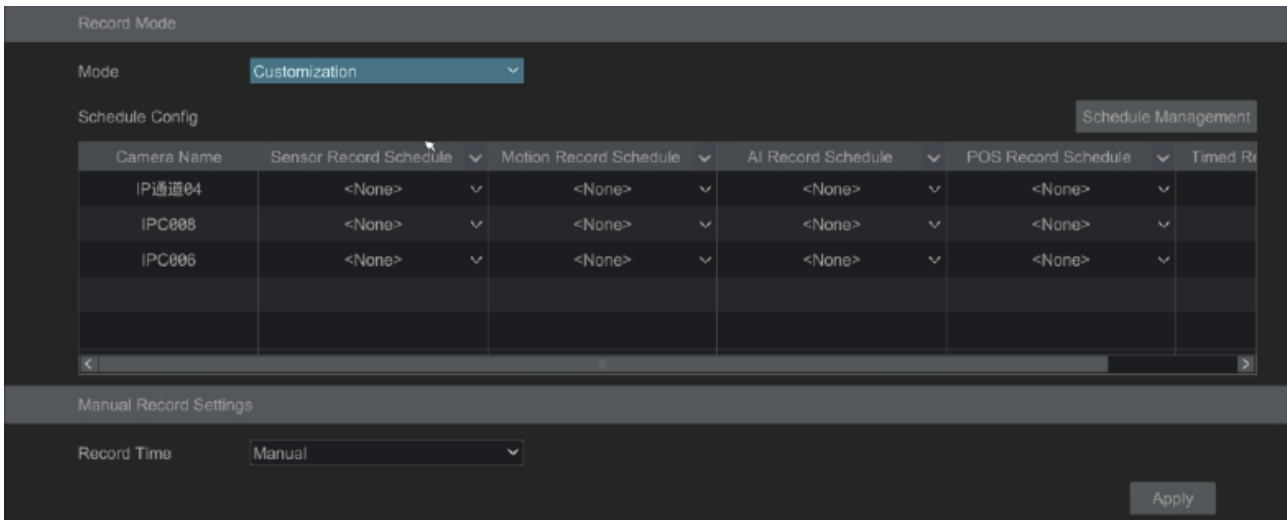 Record Mode
Mode Customization
Schedule Config Schedule Management
Camera Name Sensor Record Schedule Motion Record Schedule AI Record Schedule POS Record Schedule Timed Re
IP通道04 <None> <None> <None> <None>
IPC008 <None> <None> <None> <None>
IPC006 <None> <None> <None> <None>
Manual Record Settings
Record Time Manual
Apply